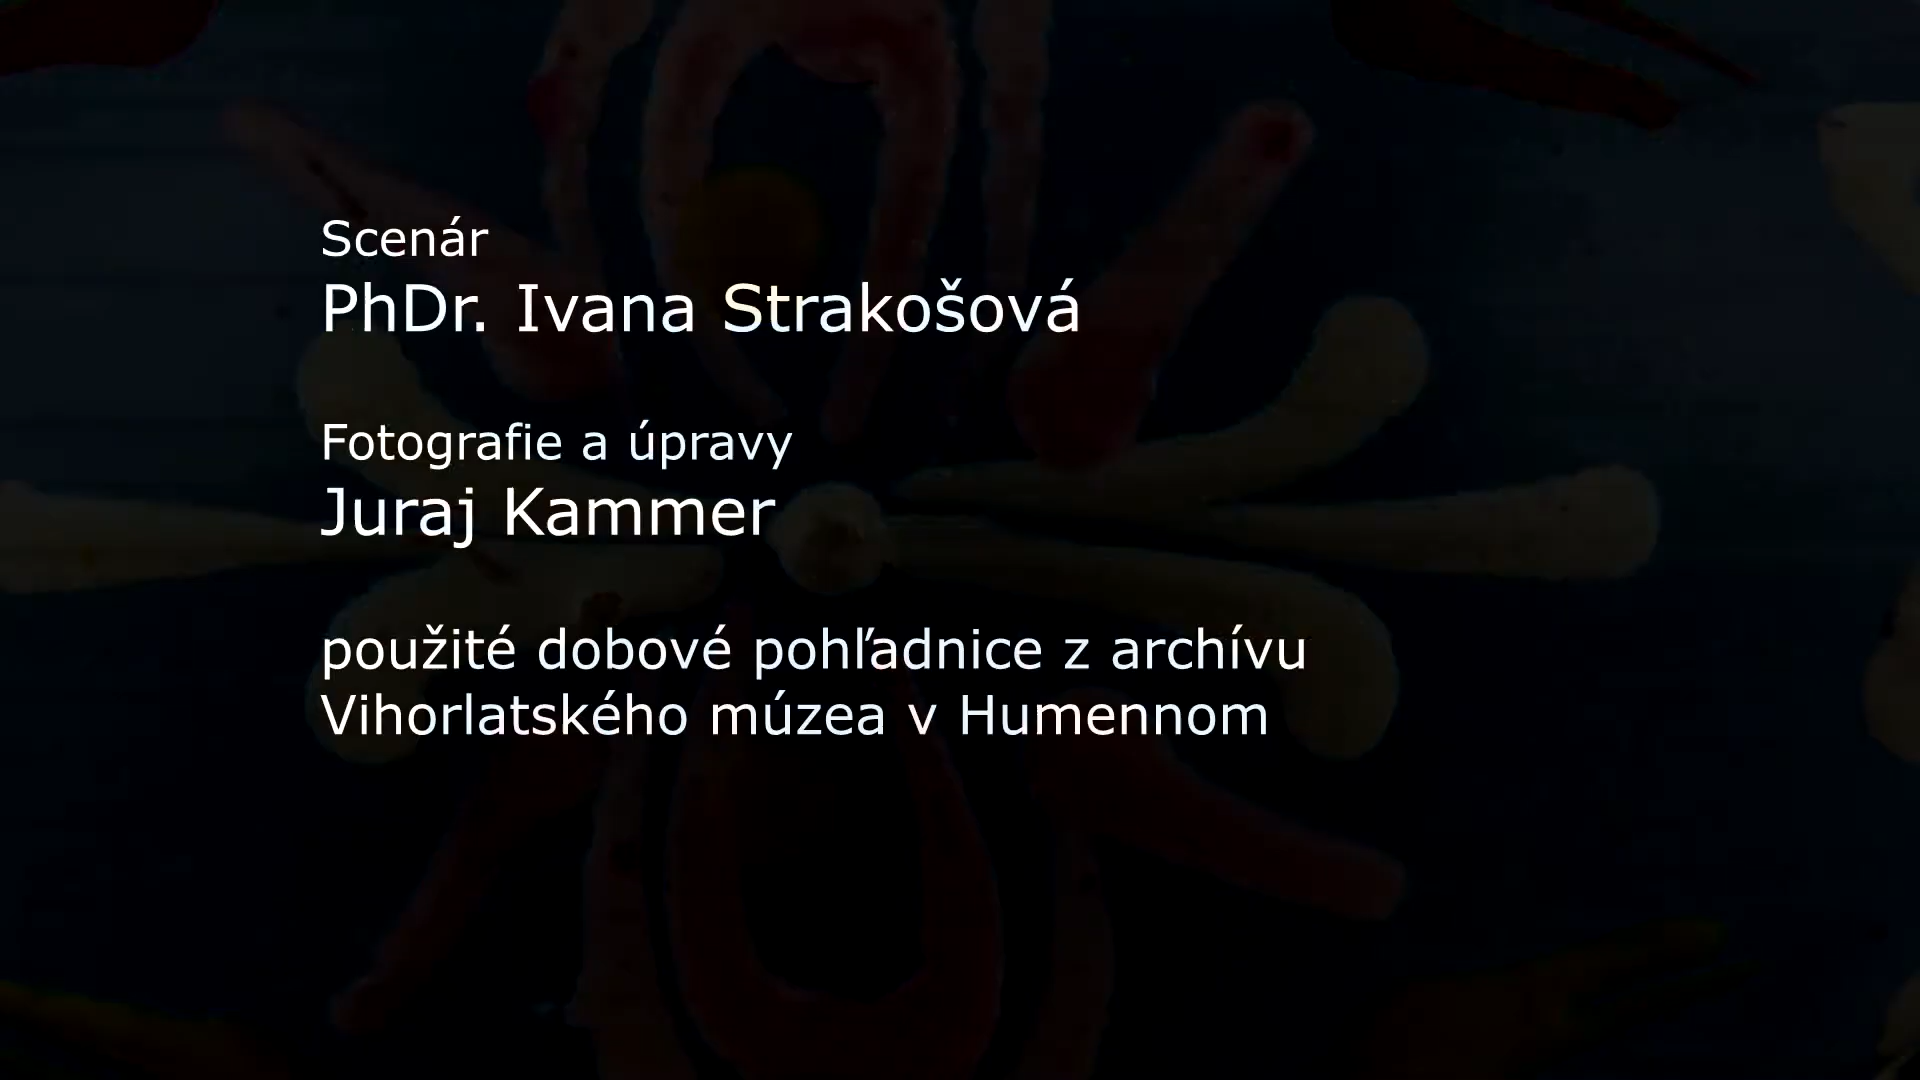 Scenár
PhDr. Ivana Strakošová
Fotografie a úpravy
Juraj Kammer
použité dobové pohľadnice z archívu
Vihorlatského múzea v Humennom